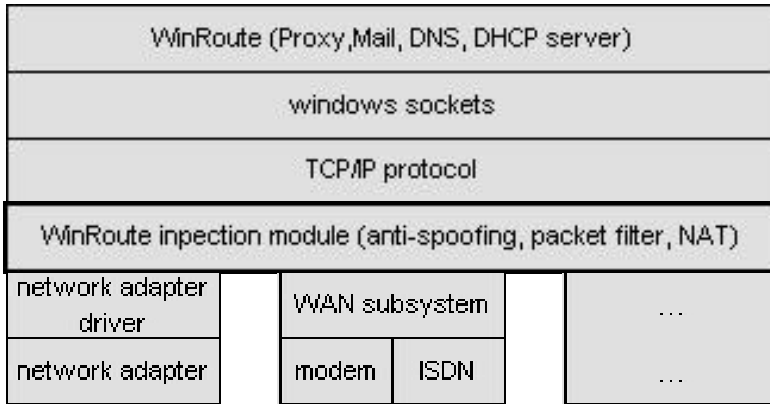 WinRoute (Proxy,Mail, DNS, DHCP server)
windows sockets
TCP/IP protocol
WinRoute inpection module (anti-spoofing, packet filter, NAT)
network adapter
driver
WAN subsystem
...
network adapter
modem
ISDN
...